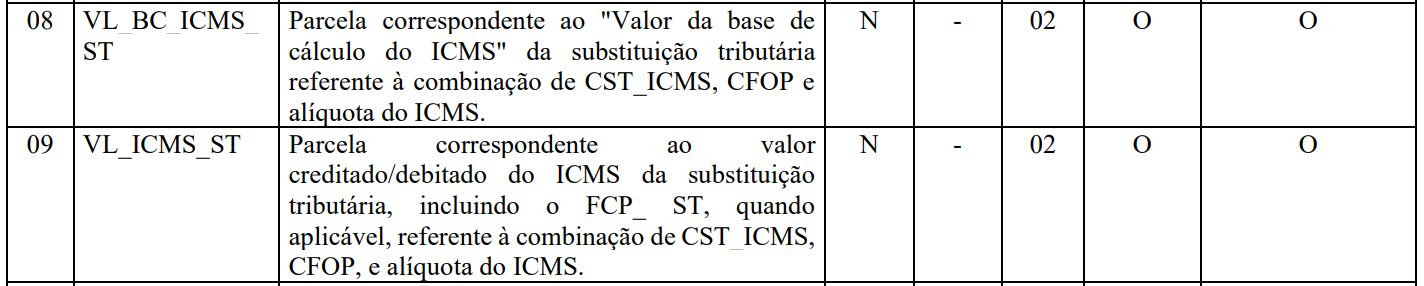 08 VL_BC_ICMS_ Parcela correspondente ao "Valor da base de N - 02 O O
ST cálculo do ICMS" da substituição tributária
referente à combinação de CST_ICMS, CFOP e
alíquota do ICMS.
09 VL_ICMS_ST Parcela correspondente ao valor N - 02 O O
creditado/debitado do ICMS da substituição
tributária, incluindo o FCP_ ST, quando
aplicável, referente à combinação de CST_ICMS,
CFOP, e alíquota do ICMS.